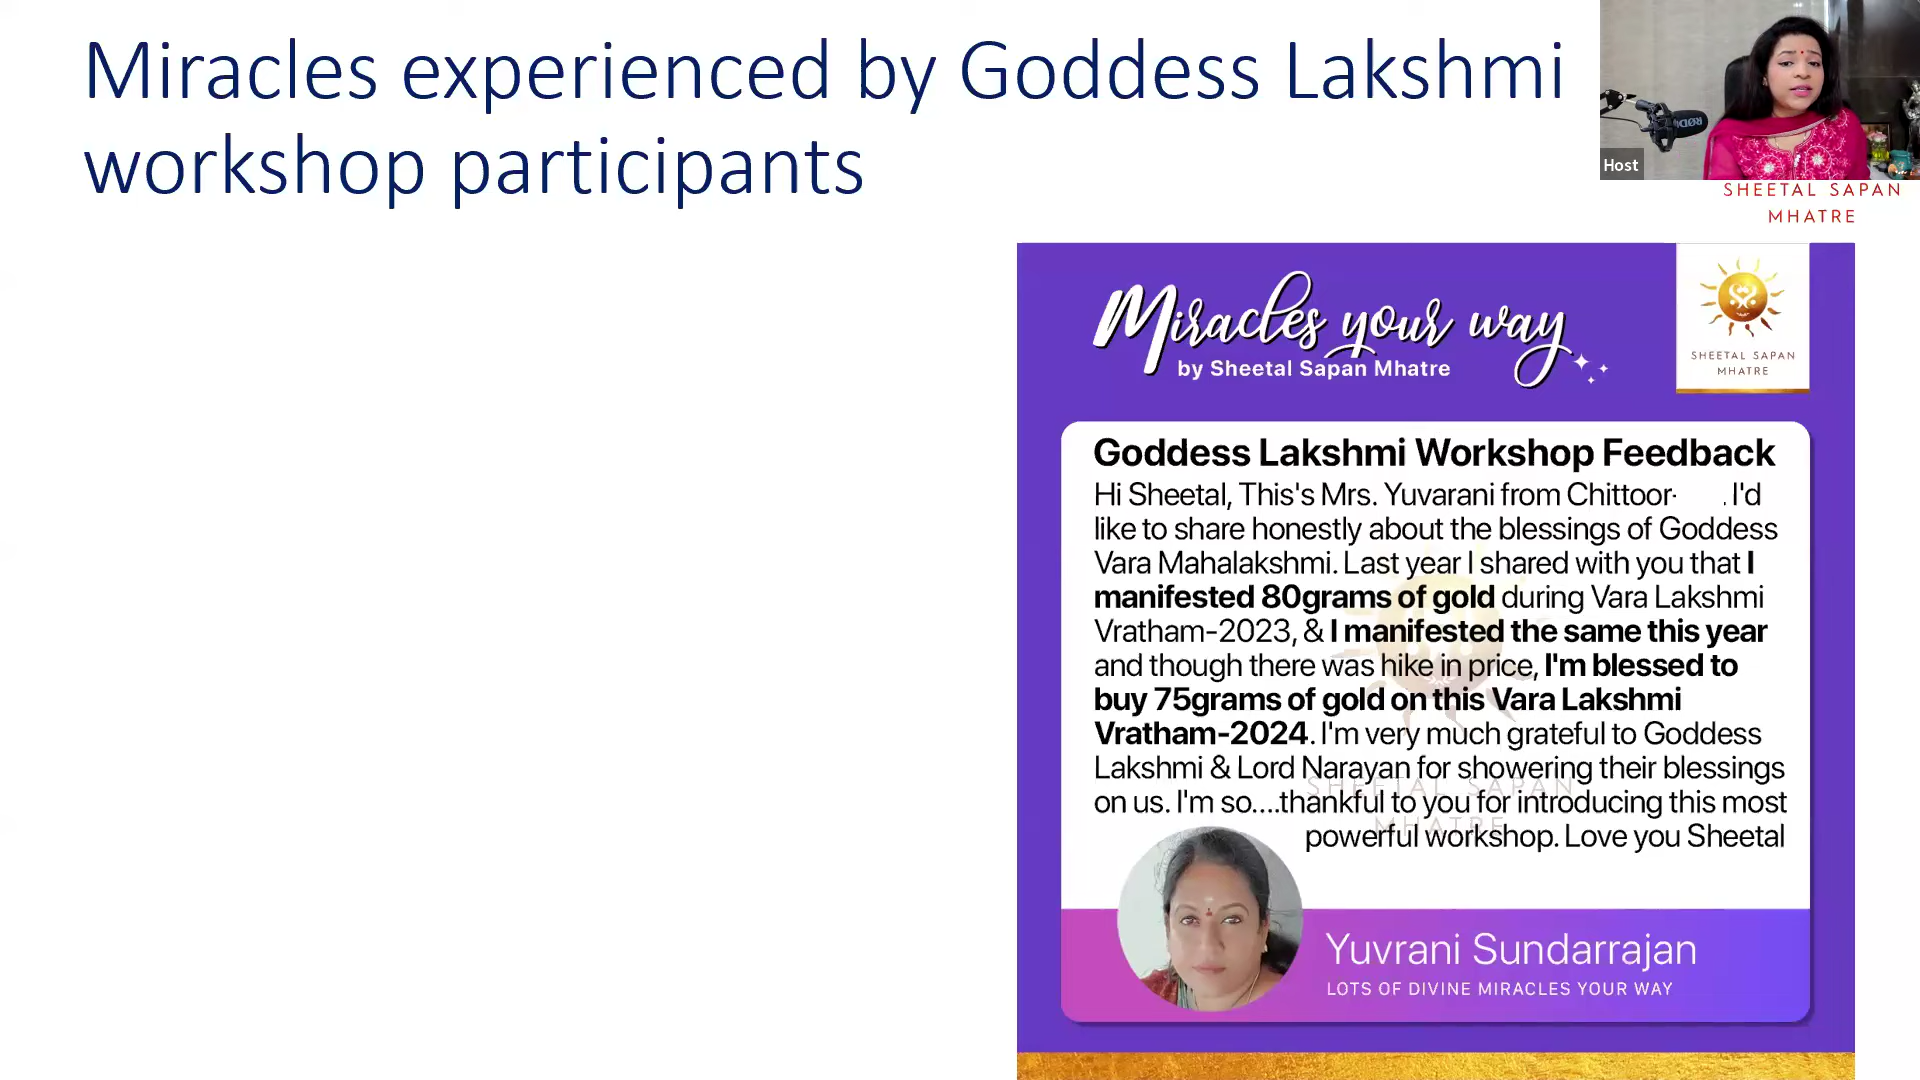 Miracles experienced by Goddess Lakshmi
workshop participants
Host
SHEETAL SAPAN
MHATRE
RØDE
Miracles your way
by Sheetal Sapan Mhatre
SHEETAL SAPAN
MHATRE
Goddess Lakshmi Workshop Feedback
Hi Sheetal, This's Mrs. Yuvarani from Chittoor- . I'd
like to share honestly about the blessings of Goddess
Vara Mahalakshmi. Last year I shared with you that I
manifested 80grams of gold during Vara Lakshmi
Vratham-2023, & I manifested the same this year
and though there was hike in price, I'm blessed to
buy 75grams of gold on this Vara Lakshmi
Vratham-2024. I'm very much grateful to Goddess
Lakshmi & Lord Narayan for showering their blessings
on us. I'm so....thankful to you for introducing this most
powerful workshop. Love you Sheetal
SHEETAL SAPAN
MHATRE
Yuvrani Sundarrajan
LOTS OF DIVINE MIRACLES YOUR WAY